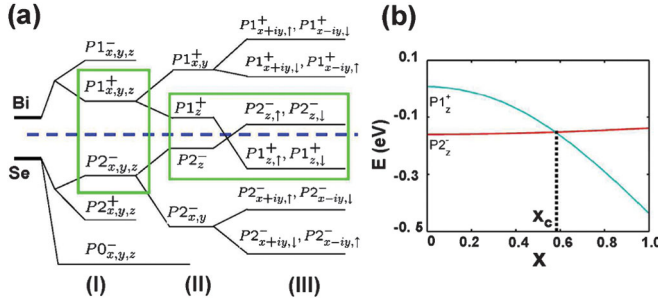 (a)
P1⁻x,y,z
P1⁺x,y,z
Bi
Se
P2⁻x,y,z
P2⁺x,y,z
P0⁻x,y,z
P1⁺x,y
P1⁺z
P2⁻z
P2⁻x,y
P1⁺x+iy,↑, P1⁺x−iy,↓
P1⁺x+iy,↓, P1⁺x−iy,↑
P2⁻z,↑, P2⁻z,↓
P1⁺z,↑, P1⁺z,↓
P2⁻x+iy,↑, P2⁻x−iy,↓
P2⁻x+iy,↓, P2⁻x−iy,↑
(I) (II) (III)
(b)
E (eV)
0.1
-0.1
-0.3
-0.5
P1⁺z
P2⁻z
xc
0 0.2 0.4 0.6 0.8 1.0
x